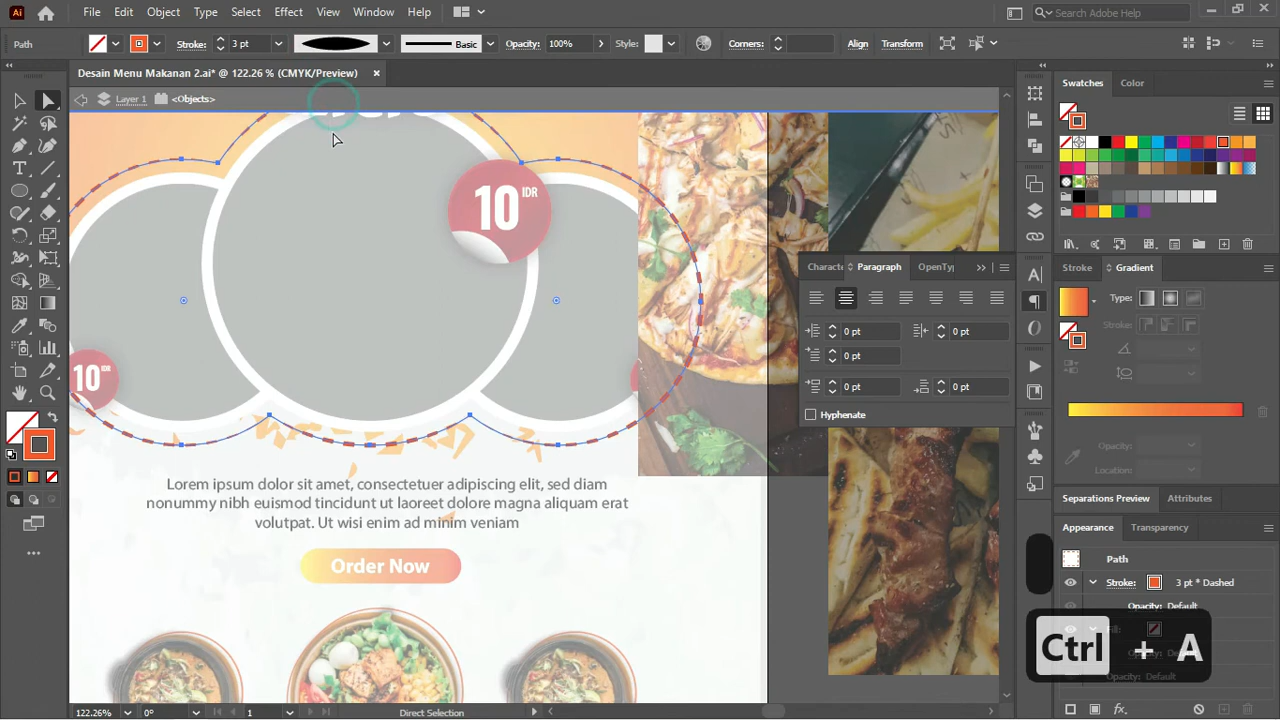 Ai File Edit Object Type Select Effect View Window Help Search Adobe Help
Path Stroke: 3 pt Basic Opacity: 100% Style: Corners: Align Transform
Desain Menu Makanan 2.ai* @ 122.26 % (CMYK/Preview) ×
Layer 1 <Objects>
Swatches Color
10 IDR
10 IDR
Paragraph
0 pt 0 pt
0 pt
0 pt 0 pt
Hyphenate
Stroke Gradient
Type:
Stroke:
Opacity:
Location:
Lorem ipsum dolor sit amet, consectetuer adipiscing elit, sed diam
nonummy nibh euismod tincidunt ut laoreet dolore magna aliquam erat
volutpat. Ut wisi enim ad minim veniam
Order Now
Separations Preview Attributes
Appearance Transparency
Path
Stroke: 3 pt * Dashed
Opacity: Default
Ctrl + A
122.26% 0° 1 Direct Selection